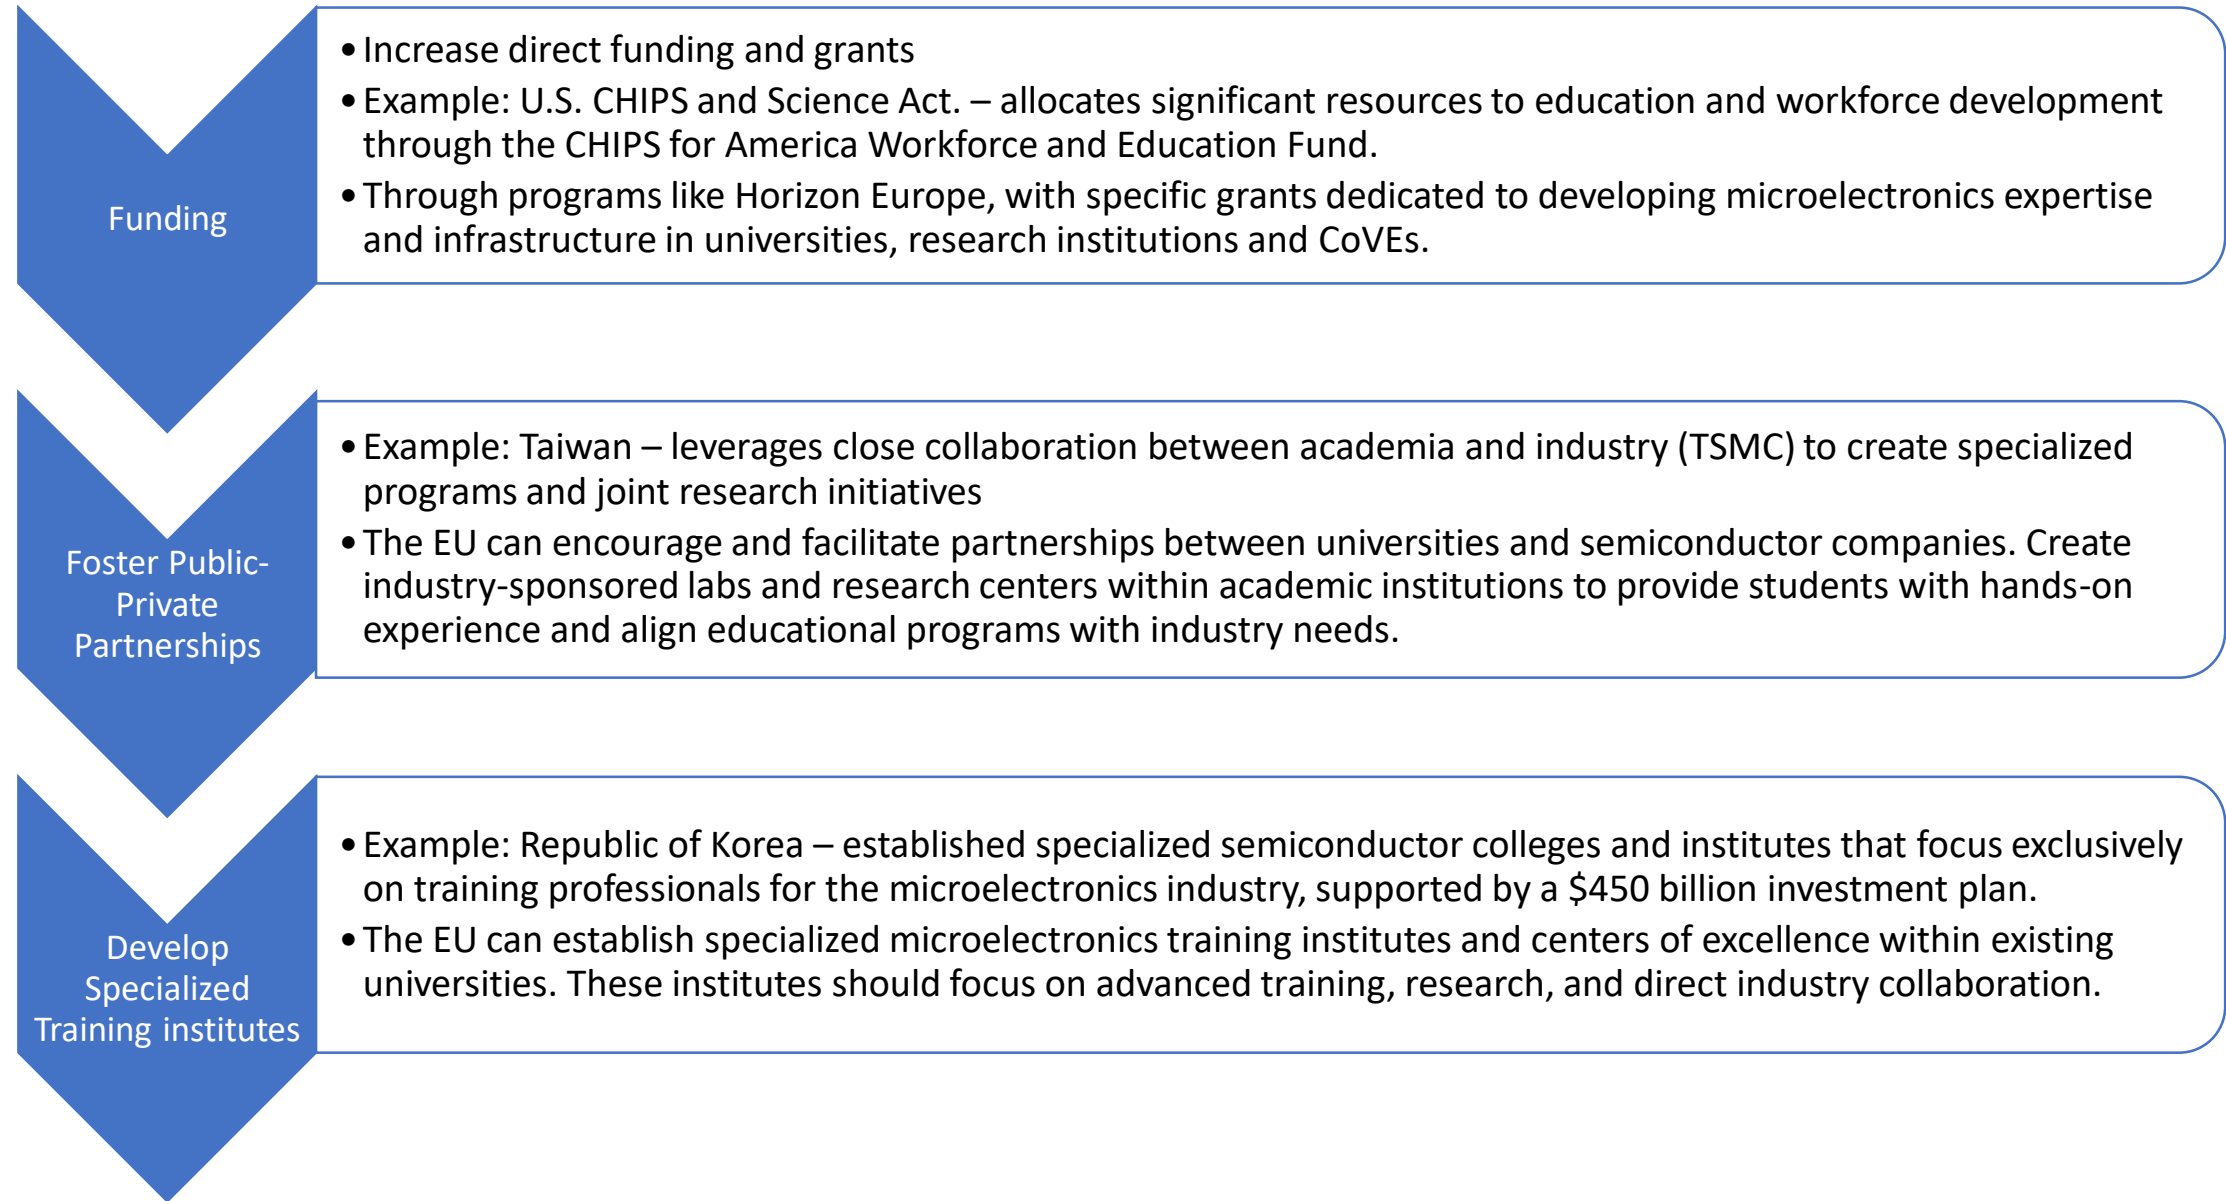 Funding
• Increase direct funding and grants
• Example: U.S. CHIPS and Science Act. – allocates significant resources to education and workforce development
through the CHIPS for America Workforce and Education Fund.
• Through programs like Horizon Europe, with specific grants dedicated to developing microelectronics expertise
and infrastructure in universities, research institutions and CoVEs.
Foster Public-
Private
Partnerships
• Example: Taiwan – leverages close collaboration between academia and industry (TSMC) to create specialized
programs and joint research initiatives
• The EU can encourage and facilitate partnerships between universities and semiconductor companies. Create
industry-sponsored labs and research centers within academic institutions to provide students with hands-on
experience and align educational programs with industry needs.
Develop
Specialized
Training institutes
• Example: Republic of Korea – established specialized semiconductor colleges and institutes that focus exclusively
on training professionals for the microelectronics industry, supported by a $450 billion investment plan.
• The EU can establish specialized microelectronics training institutes and centers of excellence within existing
universities. These institutes should focus on advanced training, research, and direct industry collaboration.